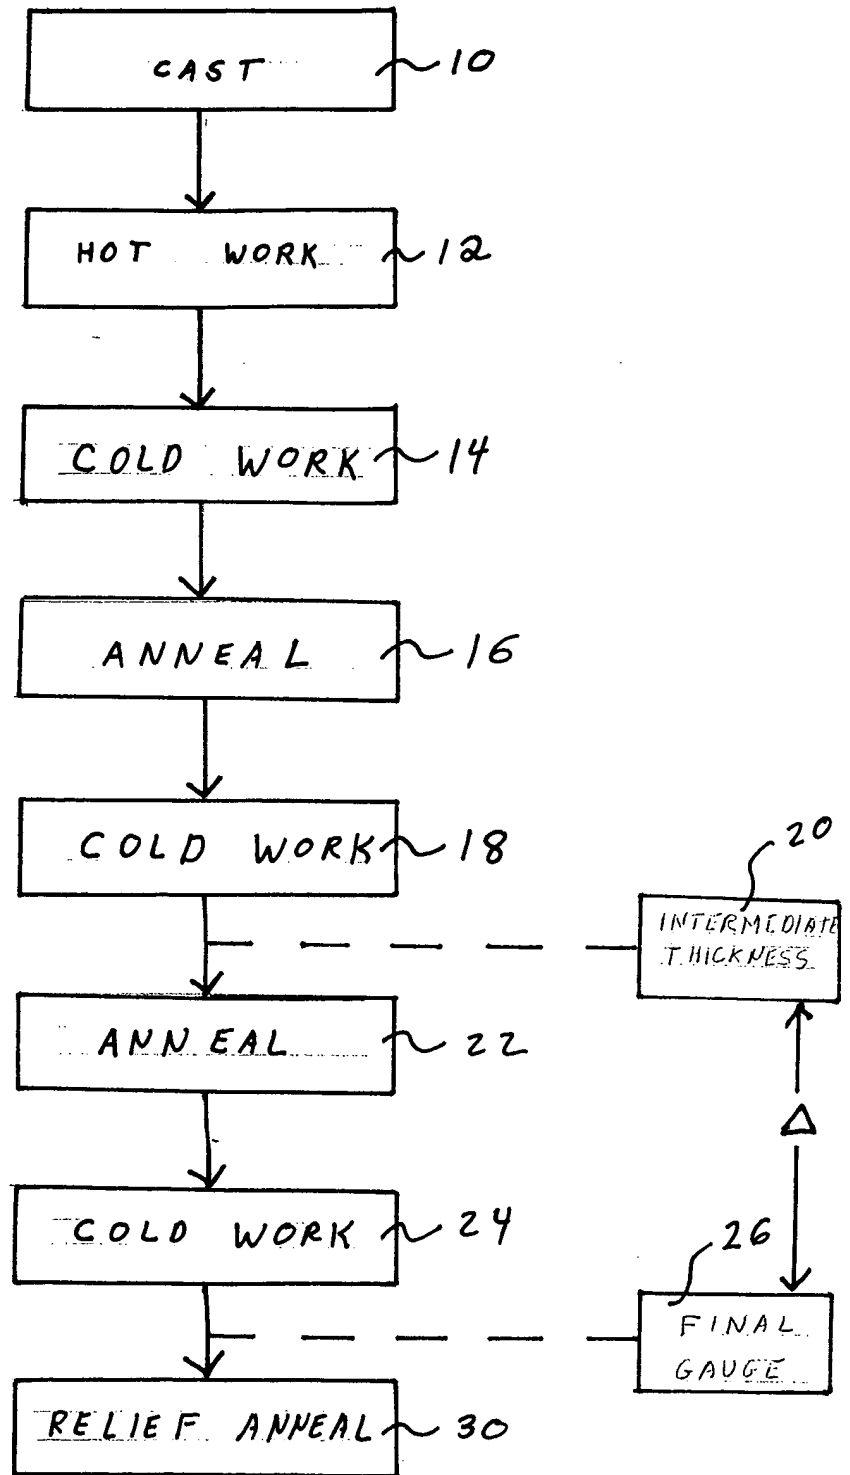 CAST 10
HOT WORK 12
COLD WORK 14
ANNEAL 16
COLD WORK 18
20
INTERMEDIATE
THICKNESS
ANNEAL 22
Δ
COLD WORK 24
26
FINAL
GAUGE
RELIEF ANNEAL 30